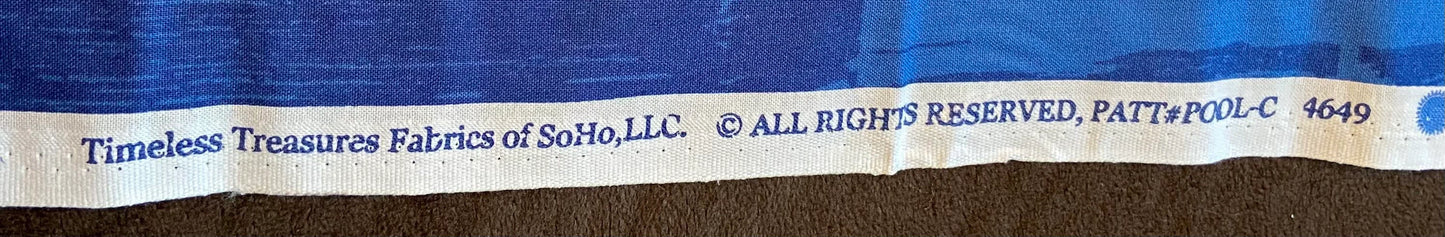 Timeless Treasures Fabrics of SoHo,LLC. © ALL RIGHTS RESERVED, PATT#POOL-C 4649